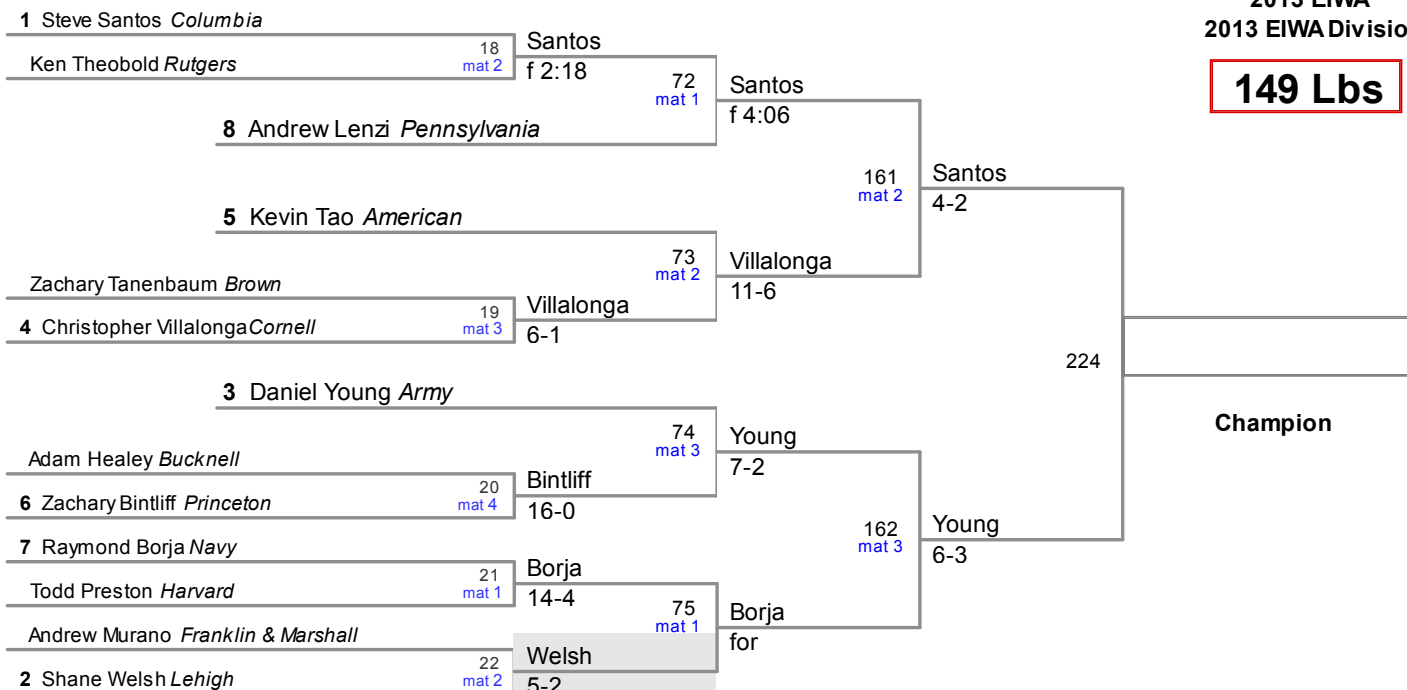 2013 EIWA
2013 EIWA Divisio
149 Lbs
1 Steve Santos Columbia
18
mat 2
Ken Theobold Rutgers
Santos
f 2:18
72
mat 1
8 Andrew Lenzi Pennsylvania
Santos
f 4:06
161
mat 2
Santos
4-2
5 Kevin Tao American
73
mat 2
Zachary Tanenbaum Brown
19
mat 3
4 Christopher Villalonga Cornell
Villalonga
6-1
Villalonga
11-6
224
Champion
3 Daniel Young Army
74
mat 3
Adam Healey Bucknell
20
mat 4
6 Zachary Bintliff Princeton
Bintliff
16-0
Young
7-2
162
mat 3
Young
6-3
7 Raymond Borja Navy
21
mat 1
Todd Preston Harvard
Borja
14-4
75
mat 1
Borja
for
Andrew Murano Franklin & Marshall
22
mat 2
2 Shane Welsh Lehigh
Welsh
5-2